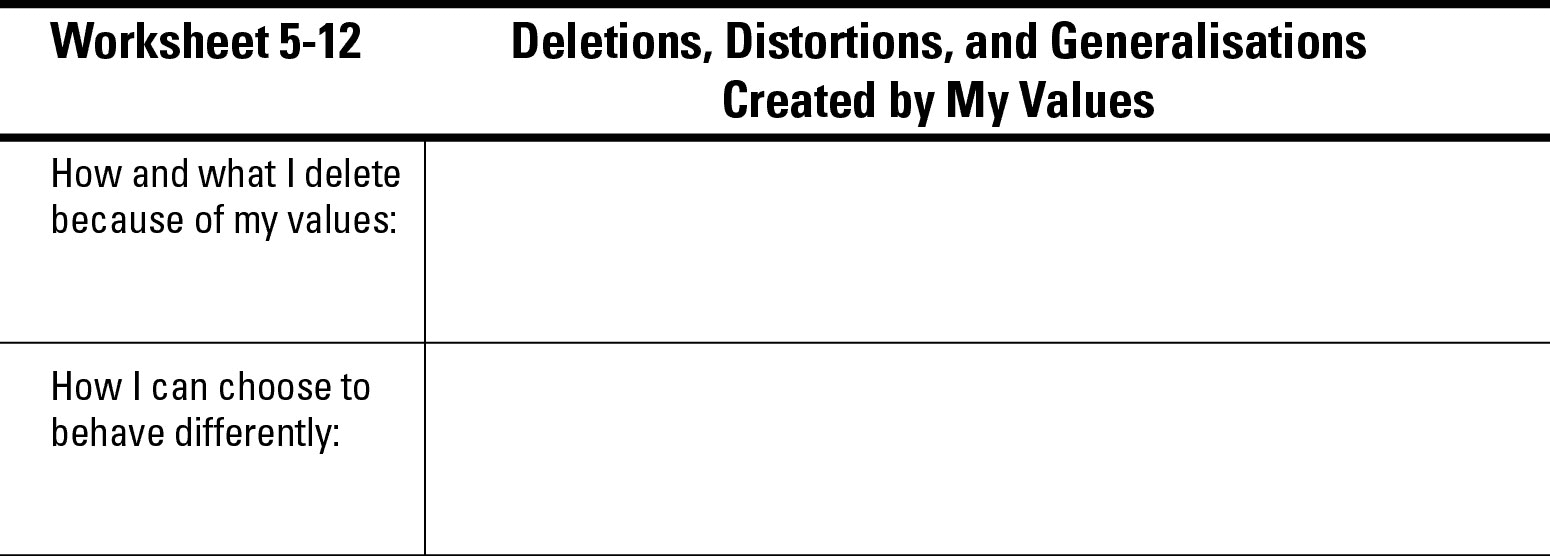 Worksheet 5-12
Deletions, Distortions, and Generalisations
Created by My Values
How and what I delete
because of my values:
How I can choose to
behave differently: